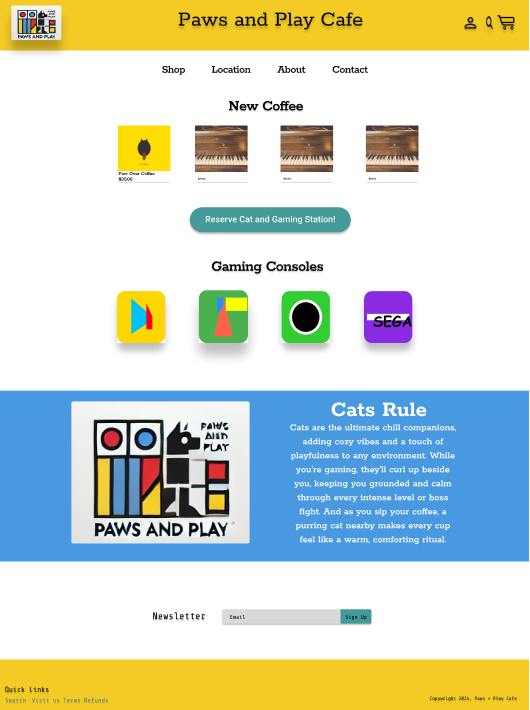 PAWS AND PLAY
Paws and Play Cafe
Shop Location About Contact
New Coffee
Purr Over Coffee
$20.00
Reserve Cat and Gaming Station!
Gaming Consoles
SEGA
PAWS
AND
PLAY
PAWS AND PLAY
Cats Rule
Cats are the ultimate chill companions,
adding cozy vibes and a touch of
playfulness to any environment. While
you're gaming, they'll curl up beside
you, keeping you grounded and calm
through every intense level or boss
fight. And as you sip your coffee, a
purring cat nearby makes every cup
feel like a warm, comforting ritual.
Newsletter Email Sign Up
Quick Links
Search Visit us Terms Refunds
Copywright 2024, Paws + Play Cafe